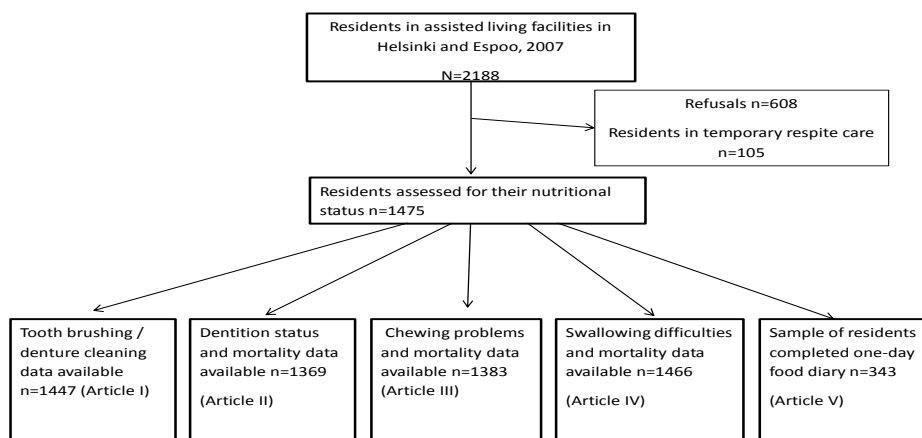 Residents in assisted living facilities in
Helsinki and Espoo, 2007
N=2188
Refusals n=608
Residents in temporary respite care
n=105
Residents assessed for their nutritional
status n=1475
Tooth brushing /
denture cleaning
data available
n=1447 (Article I)
Dentition status
and mortality data
available n=1369
(Article II)
Chewing problems
and mortality data
available n=1383
(Article III)
Swallowing difficulties
and mortality data
available n=1466
(Article IV)
Sample of residents
completed one-day
food diary n=343
(Article V)